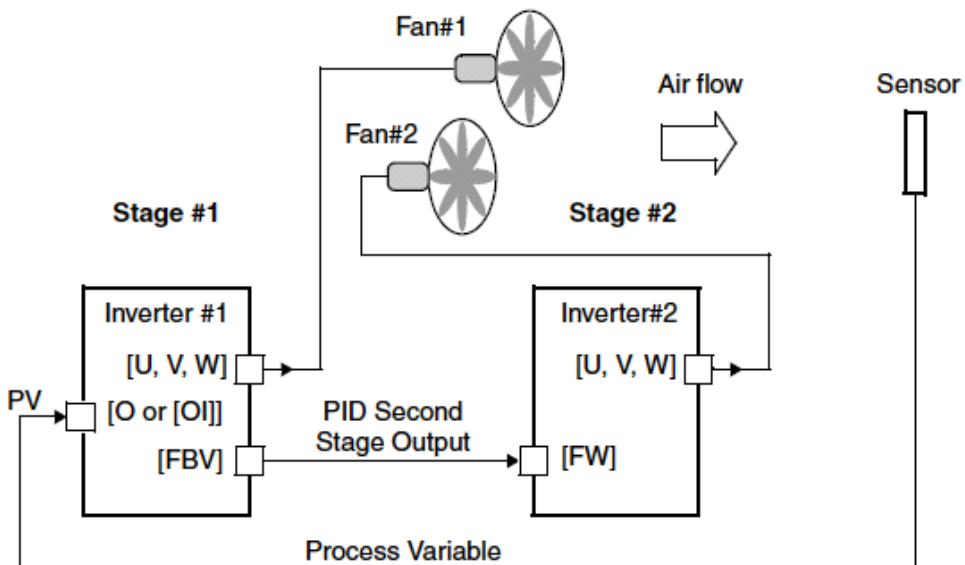 Fan#1
Air flow
Sensor
Fan#2
Stage #1
Stage #2
Inverter #1
Inverter#2
[U, V, W]
[U, V, W]
PV
[O or [OI]]
PID Second
Stage Output
[FBV]
[FW]
Process Variable